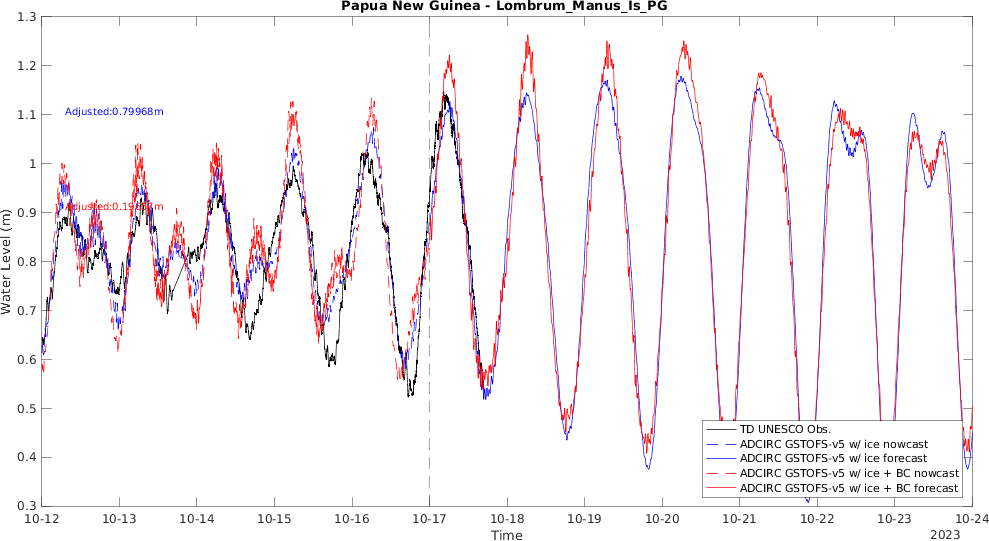 Papua New Guinea - Lombrum_Manus_Is_PG
1.3
1.2
1.1
1
0.9
0.8
0.7
0.6
0.5
0.4
0.3
Water Level (m)
Adjusted:0.79968m
TD UNESCO Obs.
ADCIRC GSTOFS-v5 w/ ice nowcast
ADCIRC GSTOFS-v5 w/ ice forecast
ADCIRC GSTOFS-v5 w/ ice + BC nowcast
ADCIRC GSTOFS-v5 w/ ice + BC forecast
10-12 10-13 10-14 10-15 10-16 10-17 10-18 10-19 10-20 10-21 10-22 10-23 10-24
Time
2023